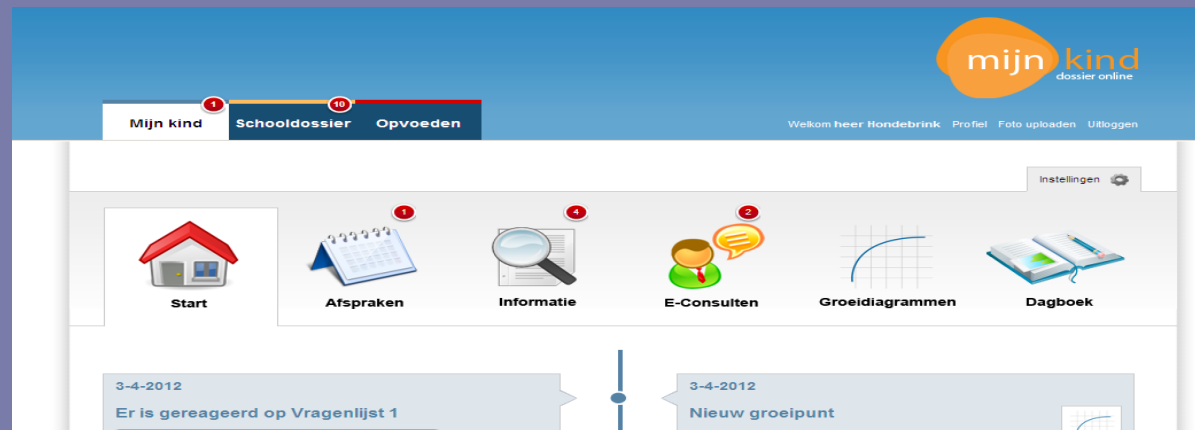 mijn kind
dossier online
1
10
Mijn kind Schooldossier Opvoeden
Welkom heer Hondebrink Profiel Foto uploaden Uitloggen
Instellingen
1
4
2
Start Afspraken Informatie E-Consulten Groeidiagrammen Dagboek
3-4-2012
Er is gereageerd op Vragenlijst 1
3-4-2012
Nieuw groeipunt